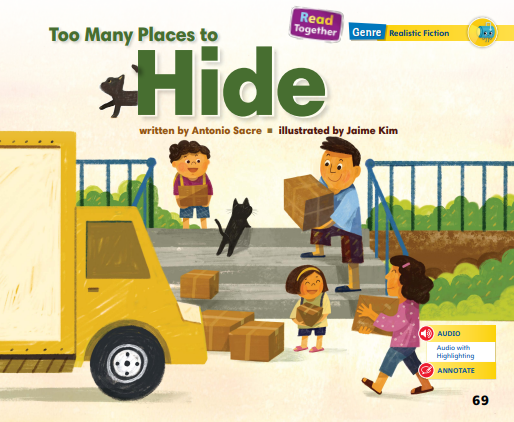 Read
Together
Genre Realistic Fiction
Too Many Places to
Hide
written by Antonio Sacre ■ illustrated by Jaime Kim
AUDIO
Audio with
Highlighting
ANNOTATE
69